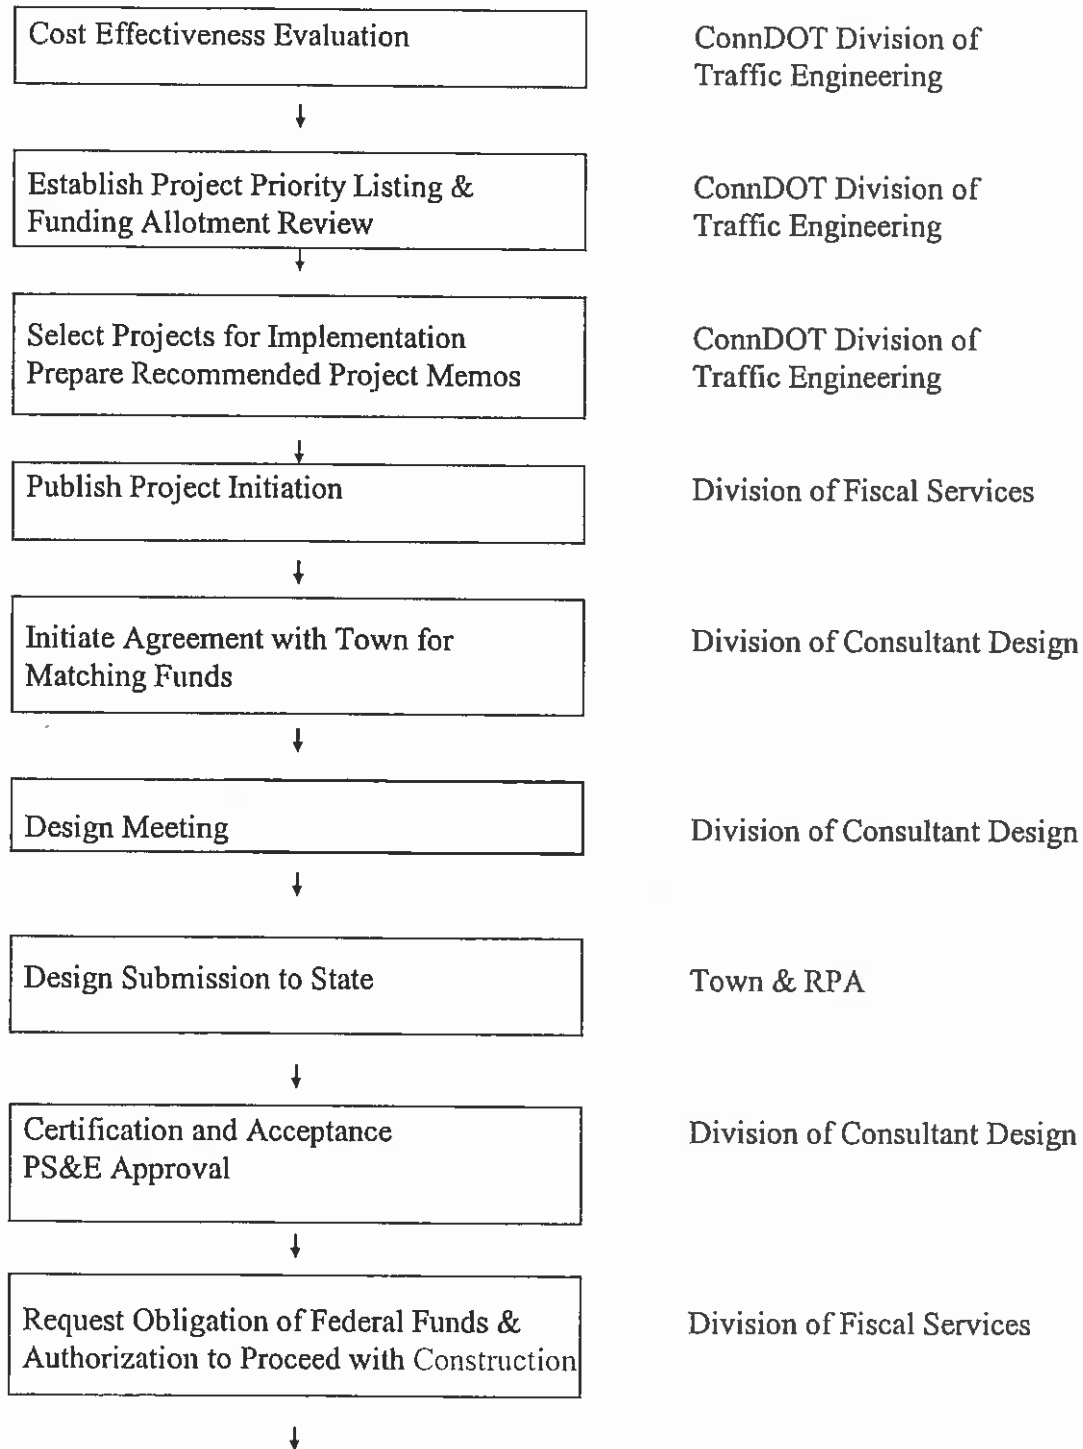 Cost Effectiveness Evaluation
ConnDOT Division of
Traffic Engineering
Establish Project Priority Listing &
Funding Allotment Review
ConnDOT Division of
Traffic Engineering
Select Projects for Implementation
Prepare Recommended Project Memos
ConnDOT Division of
Traffic Engineering
Publish Project Initiation
Division of Fiscal Services
Initiate Agreement with Town for
Matching Funds
Division of Consultant Design
Design Meeting
Division of Consultant Design
Design Submission to State
Town & RPA
Certification and Acceptance
PS&E Approval
Division of Consultant Design
Request Obligation of Federal Funds &
Authorization to Proceed with Construction
Division of Fiscal Services